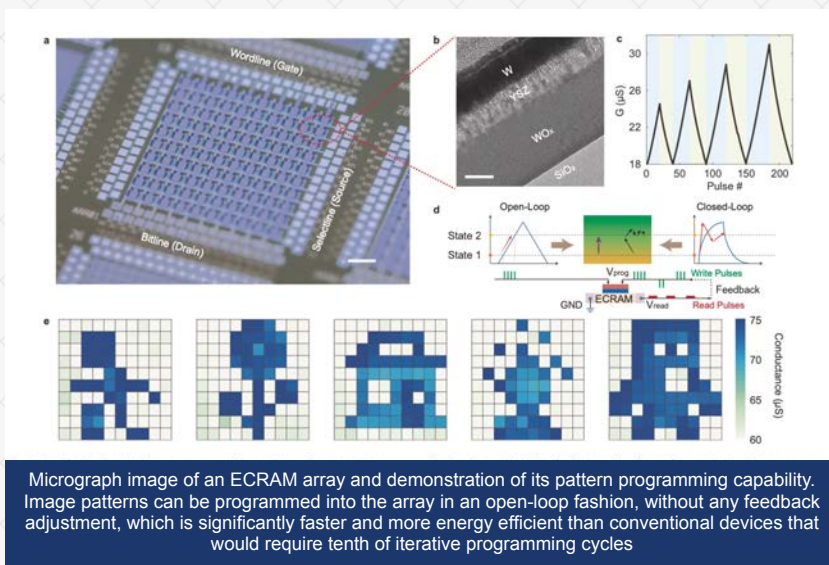 a
Wordline (Gate)
Bitline (Drain)
Selectline (Source)
b
W
YSZ
WOₓ
SiO₂
c
G (μS)
30
26
22
18
0
50
100
150
200
Pulse #
d
Open-Loop
Closed-Loop
State 2
State 1
Vprog
Write Pulses
Feedback
GND
ECRAM
Vread
Read Pulses
e
75
70
65
60
Conductance (μS)
Micrograph image of an ECRAM array and demonstration of its pattern programming capability.
Image patterns can be programmed into the array in an open-loop fashion, without any feedback
adjustment, which is significantly faster and more energy efficient than conventional devices that
would require tenth of iterative programming cycles